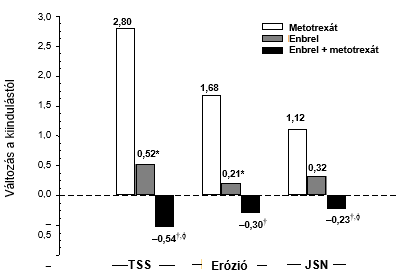 Változás a kiindulástól
3,0
2,5
2,0
1,5
1,0
0,5
0,0
–
0,5
–
Metotrexát
Enbrel
Enbrel + metotrexát
2,80
0,52*
–0,54†,ϕ
1,68
0,21*
–0,30†
1,12
0,32
–0,23†,ϕ
TSS
Erózió
JSN